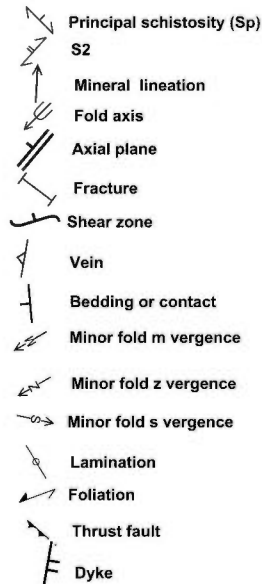 Principal schistosity (Sp)
S2
Mineral lineation
Fold axis
Axial plane
Fracture
Shear zone
Vein
Bedding or contact
Minor fold m vergence
Minor fold z vergence
Minor fold s vergence
Lamination
Foliation
Thrust fault
Dyke